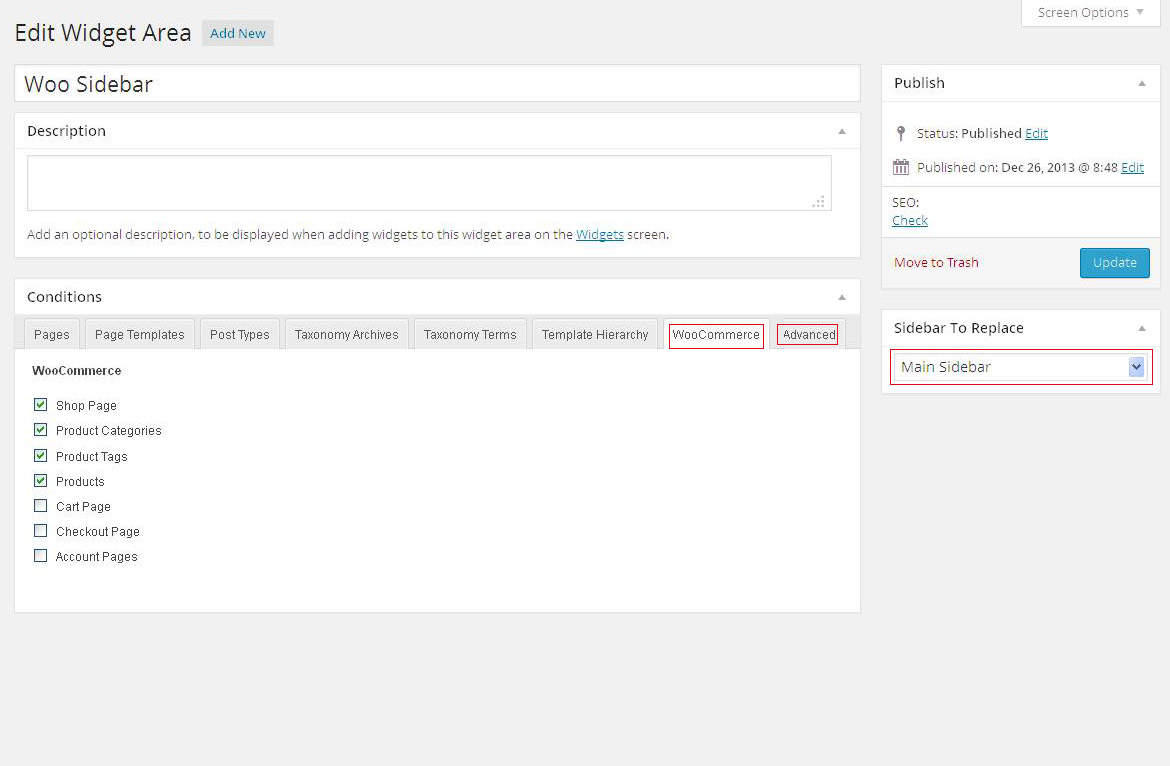 Screen Options
Edit Widget Area Add New
Woo Sidebar
Description
Add an optional description, to be displayed when adding widgets to this widget area on the Widgets screen.
Conditions
Pages Page Templates Post Types Taxonomy Archives Taxonomy Terms Template Hierarchy WooCommerce Advanced
WooCommerce
Shop Page
Product Categories
Product Tags
Products
Cart Page
Checkout Page
Account Pages
Publish
Status: Published Edit
Published on: Dec 26, 2013 @ 8:48 Edit
SEO:
Check
Move to Trash Update
Sidebar To Replace
Main Sidebar